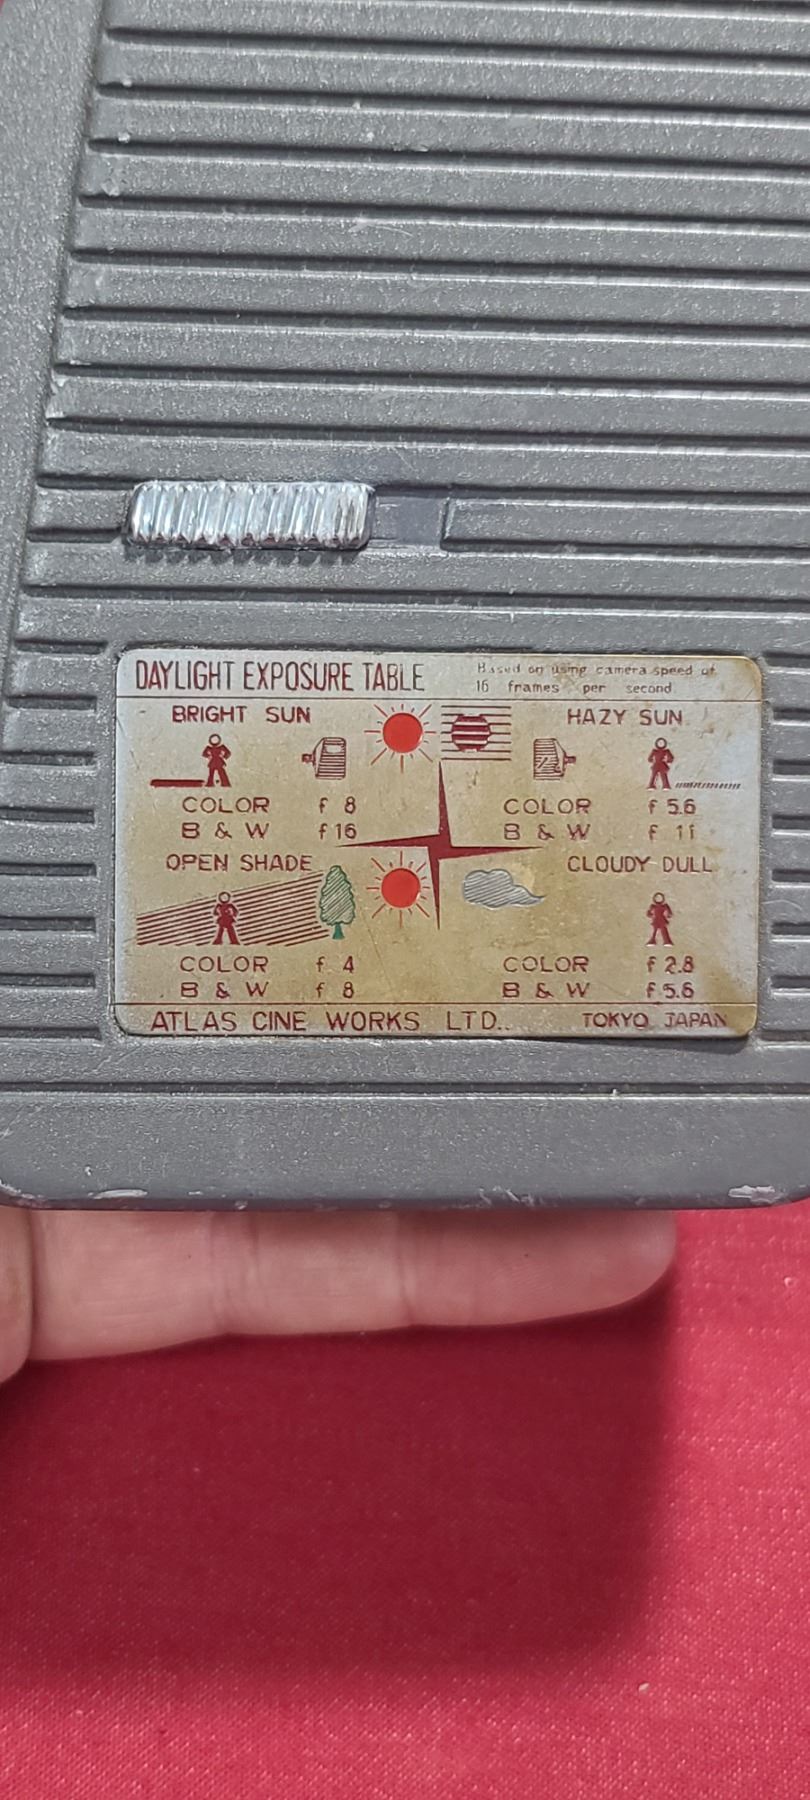 DAYLIGHT EXPOSURE TABLE
Based on using camera speed of
16 frames per second
BRIGHT SUN
COLOR f 8
B & W f 16
HAZY SUN
COLOR f 5.6
B & W f 11
OPEN SHADE
COLOR f 4
B & W f 8
CLOUDY DULL
COLOR f 2.8
B & W f 5.6
ATLAS CINE WORKS LTD.. TOKYO JAPAN